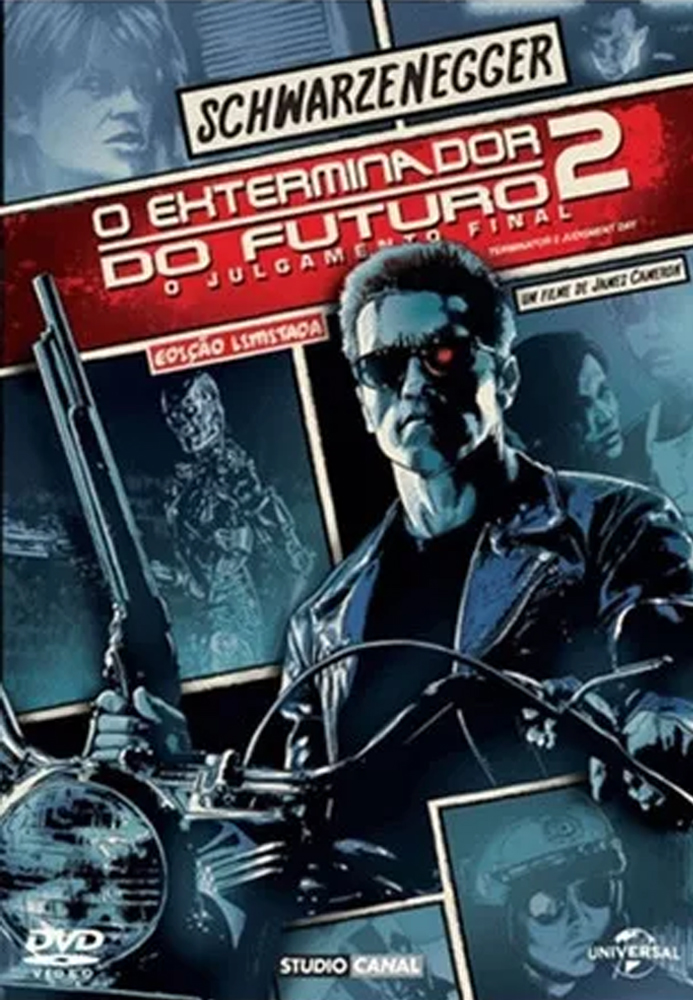 SCHWARZENEGGER
O EXTERMINADOR
DO FUTURO 2
O JULGAMENTO FINAL
TERMINATOR 2 JUDGMENT DAY
UM FILME DE JAMES CAMERON
EDIÇÃO LIMITADA
DVD
VIDEO
STUDIO CANAL
UNIVERSAL